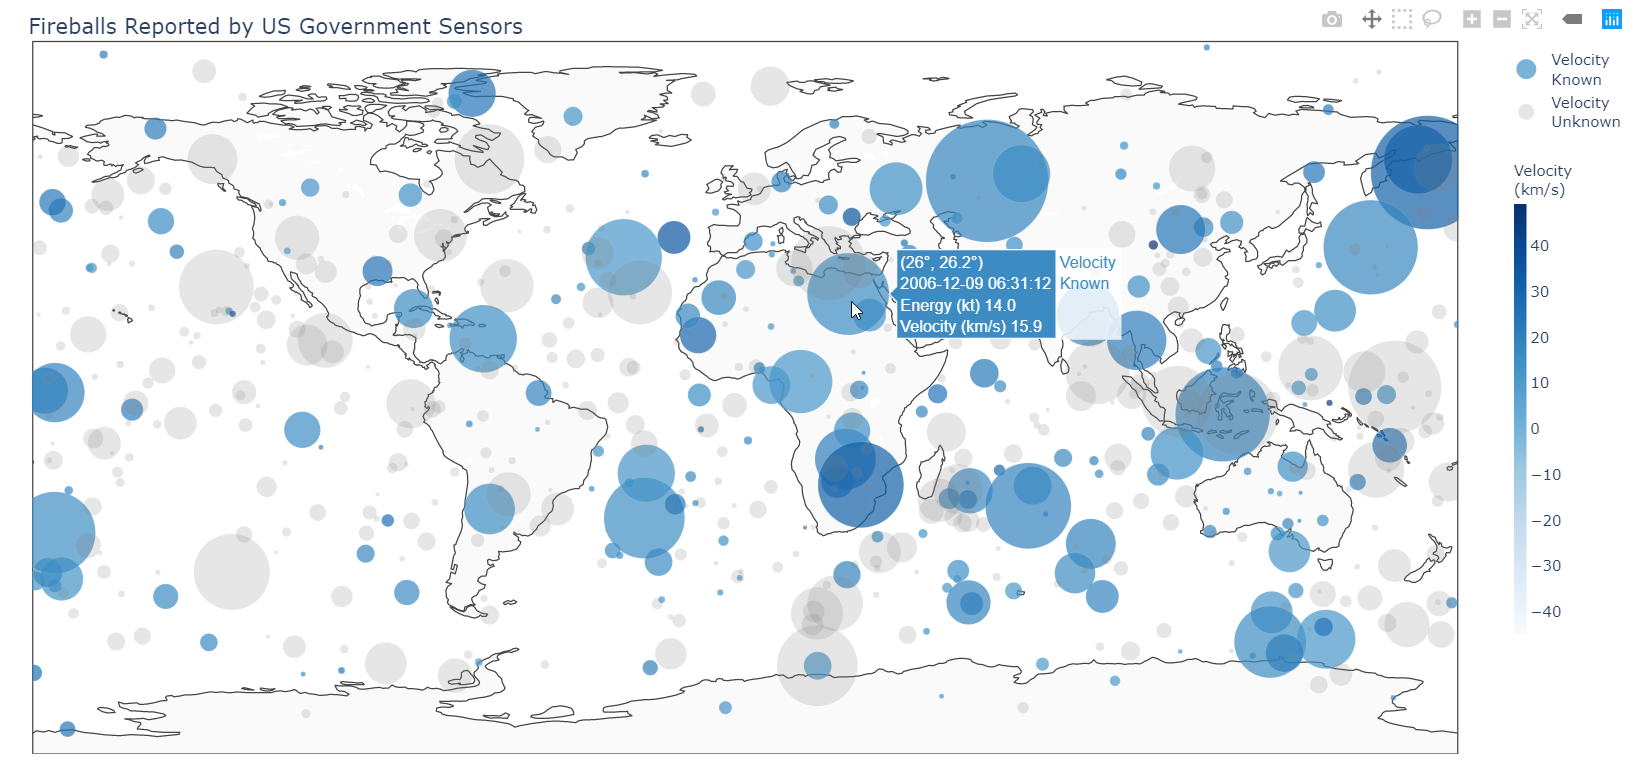 Fireballs Reported by US Government Sensors
Velocity
Known
Velocity
Unknown
Velocity
(km/s)
40
30
20
10
0
−10
−20
−30
−40
(26°, 26.2°)
2006-12-09 06:31:12
Energy (kt) 14.0
Velocity (km/s) 15.9
Velocity
Known